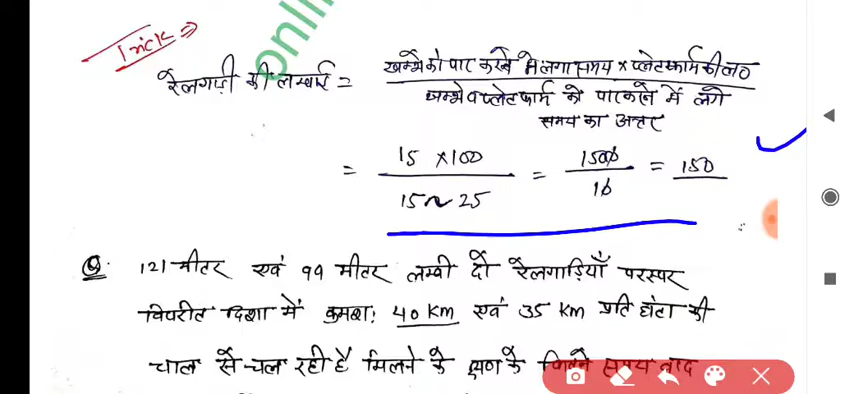 Trick ⇒
online
रेलगाड़ी की लम्बाई = खम्भे को पार करने में लगा समय × प्लेटफार्म की ल०
खम्भे व प्लेटफार्म को पार करने में लगे
समय का अन्तर
= 15 × 100 / 15 ~ 25 = 1500 / 10 = 150
Q. 121 मीटर एवं 99 मीटर लम्बी दो रेलगाड़ियाँ परस्पर
विपरीत दिशा में क्रमशः 40 Km एवं 35 Km प्रति घंटा की
चाल से चल रही है मिलने के क्षण के कितने समय बाद